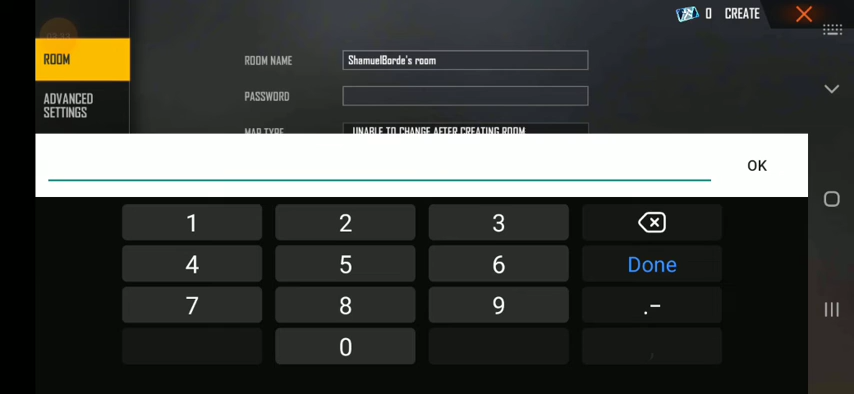 0 CREATE
ROOM
ROOM NAME ShamuelBorde's room
ADVANCED
SETTINGS
PASSWORD
MAP TYPE UNABLE TO CHANGE AFTER CREATING ROOM
OK
1 2 3
4 5 6 Done
7 8 9 .-
0 ,